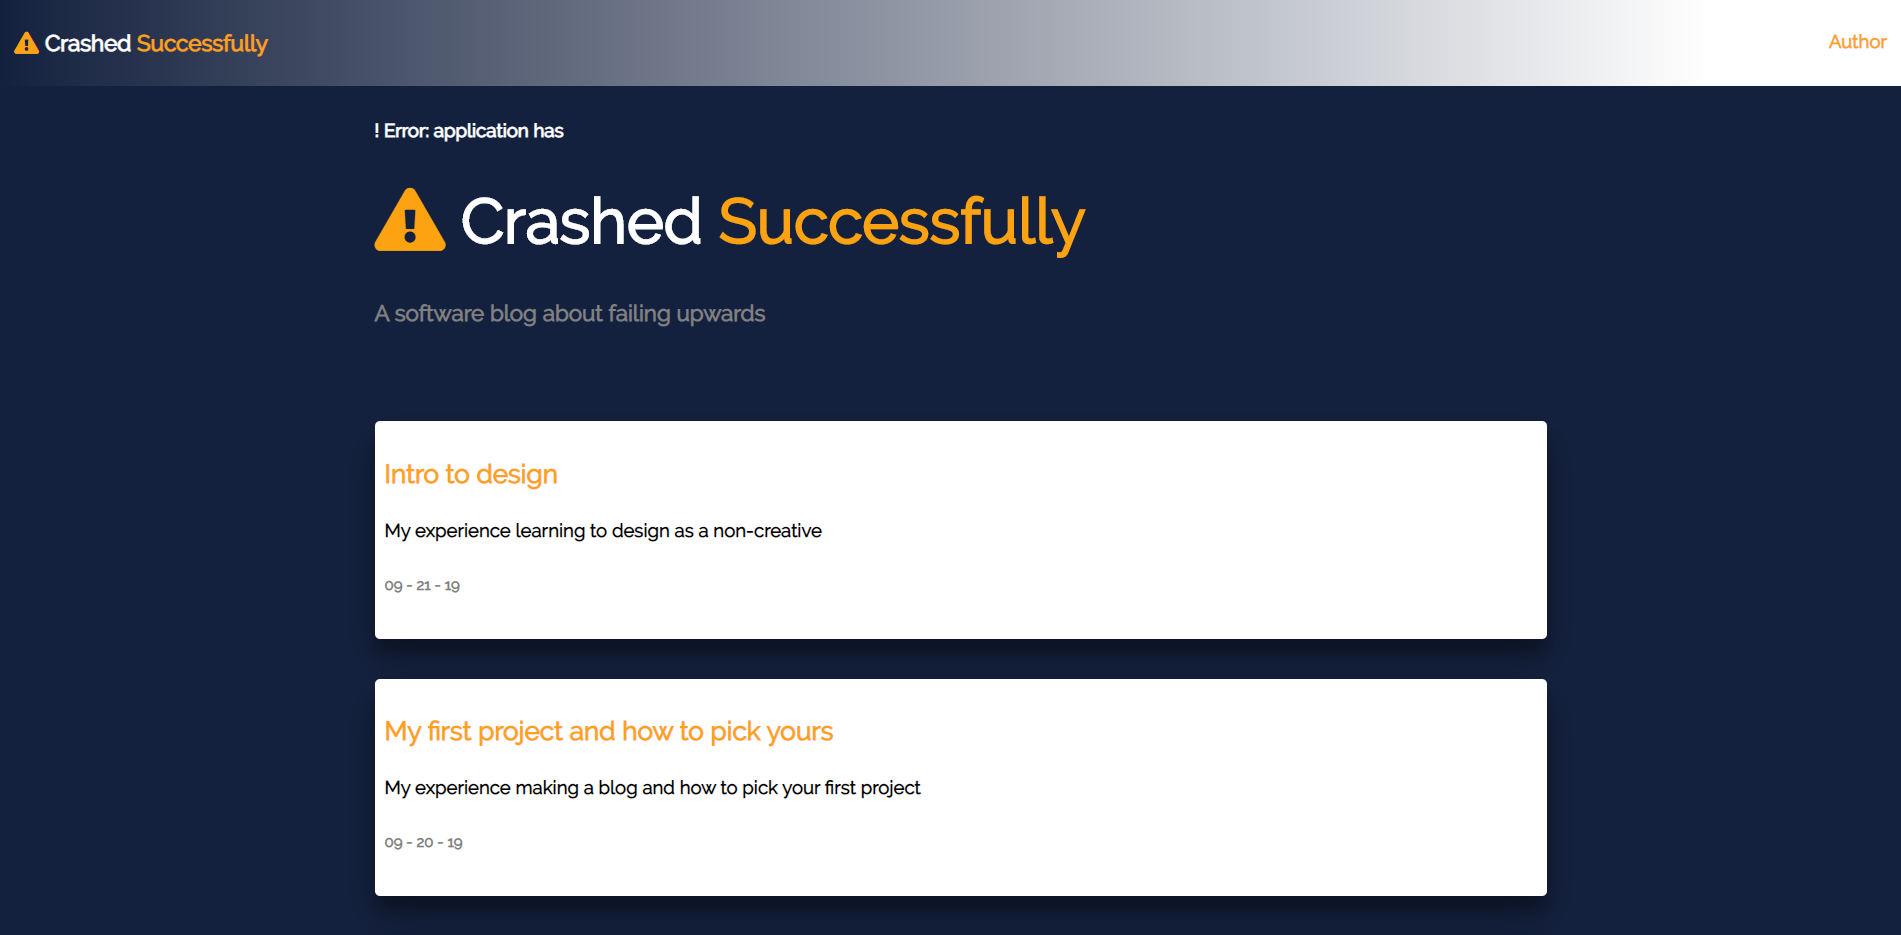 Crashed Successfully
Author
! Error: application has
Crashed Successfully
A software blog about failing upwards
Intro to design
My experience learning to design as a non-creative
09 - 21 - 19
My first project and how to pick yours
My experience making a blog and how to pick your first project
09 - 20 - 19